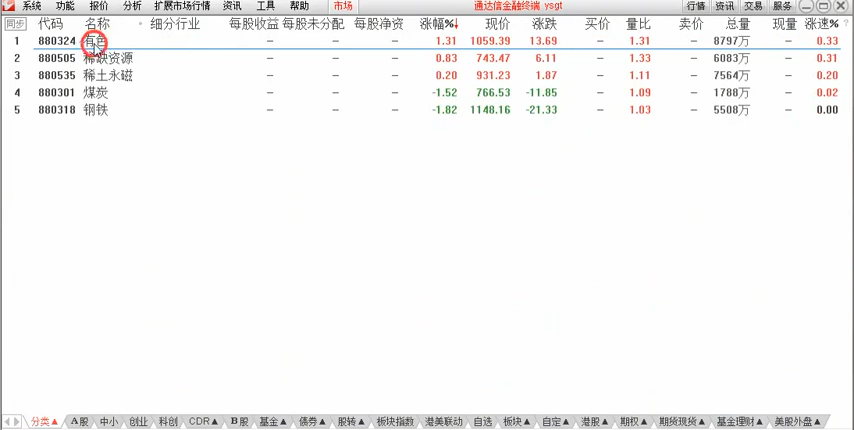 系统 功能 报价 分析 扩展市场行情 资讯 工具 帮助 市场 通达信金融终端 ysgt 行情 资讯 交易 服务
同步 代码 名称 细分行业 每股收益 每股未分配 每股净资 涨幅%↓ 现价 涨跌 买价 量比 卖价 总量 现量 涨速% ?
1 880324 有色 – – – 1.31 1059.39 13.69 – 1.31 – 8797万 – 0.33
2 880505 稀缺资源 – – – 0.83 743.47 6.11 – 1.33 – 6083万 – 0.31
3 880535 稀土永磁 – – – 0.20 931.23 1.87 – 1.11 – 7564万 – 0.20
4 880301 煤炭 – – – -1.52 766.53 -11.85 – 1.09 – 1788万 – 0.02
5 880318 钢铁 – – – -1.82 1148.16 -21.33 – 1.03 – 5508万 – 0.00
分类▲ A股 中小 创业 科创 CDR▲ B股 基金▲ 债券▲ 股转▲ 板块指数 港美联动 自选 板块▲ 自定▲ 港股▲ 期权▲ 期货现货▲ 基金理财▲ 美股外盘▲